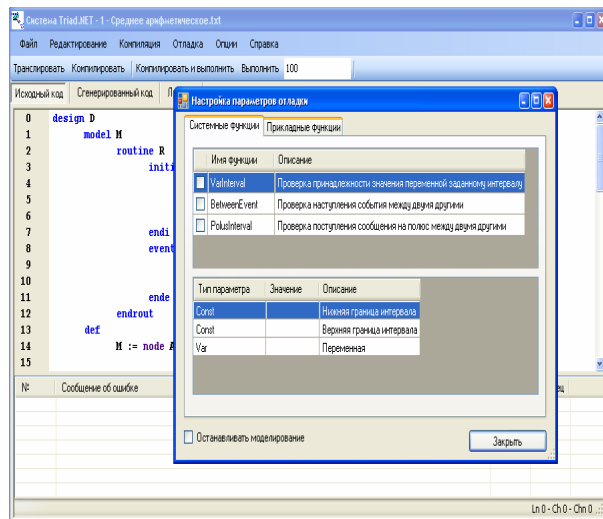 Система Triad.NET - 1 - Среднее арифметическое.txt
Файл Редактирование Компиляция Отладка Опции Справка
Транслировать Компилировать Компилировать и выполнить Выполнить 100
Исходный код Сгенерированный код
Настройка параметров отладки
Системные функции Прикладные функции
Имя функции Описание
VarInterval Проверка принадлежности значения переменной заданному интервалу
BetweenEvent Проверка наступления события между двумя другими
PolusInterval Проверка поступления сообщения на полюс между двумя другими
Тип параметра Значение Описание
Const Нижняя граница интервала
Const Верхняя граница интервала
Var Переменная
Останавливать моделирование
Закрыть
0 design D
1 model M
2 routine R
3 initi
4
5
6
7 endi
8 event
9
10
11 ende
12 endrout
13 def
14 M := node A
15
№ Сообщение об ошибке
Ln 0 - Ch 0 - Chn 0